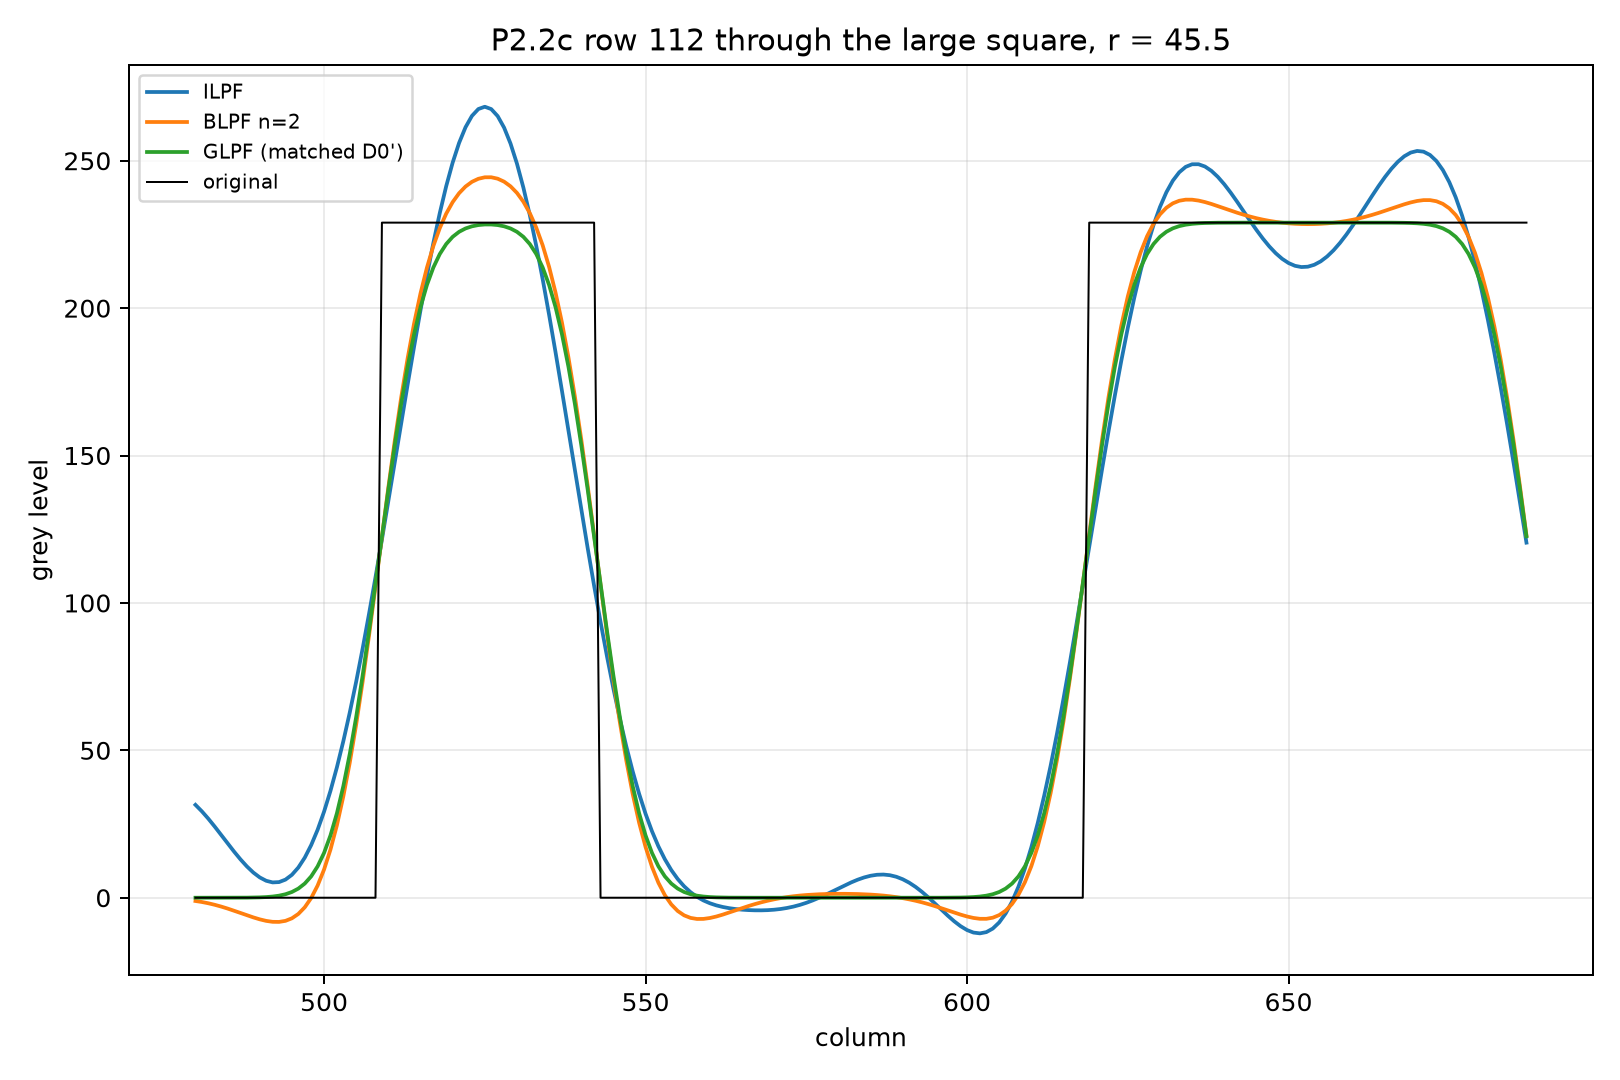 P2.2c row 112 through the large square, r = 45.5
ILPF
BLPF n=2
GLPF (matched D0')
original
grey level
250
200
150
100
50
0
500
550
600
650
column